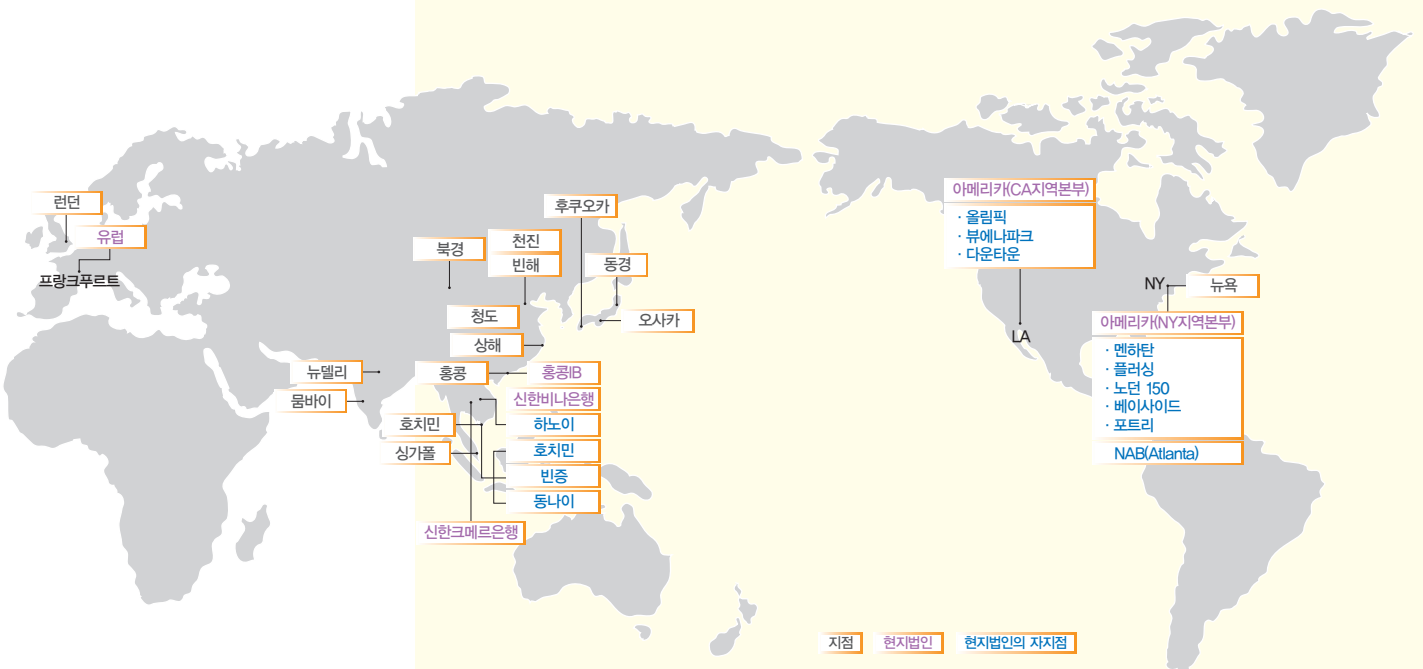 런던
유럽
프랑크푸르트
후쿠오카
북경
천진
빈해
동경
청도
오사카
상해
뉴델리
홍콩
홍콩IB
뭄바이
신한비나은행
호치민
하노이
싱가폴
호치민
빈증
동나이
신한크메르은행
아메리카(CA지역본부)
· 올림픽
· 뷰에나파크
· 다운타운
LA
NY
뉴욕
아메리카(NY지역본부)
· 멘하탄
· 플러싱
· 노던 150
· 베이사이드
· 포트리
NAB(Atlanta)
지점 현지법인 현지법인의 자지점